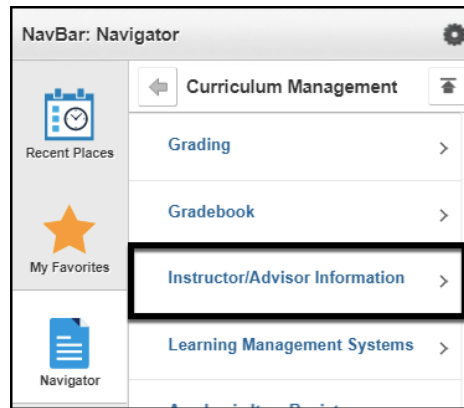 NavBar: Navigator
Curriculum Management
Recent Places
Grading
Gradebook
My Favorites
Instructor/Advisor Information
Learning Management Systems
Navigator